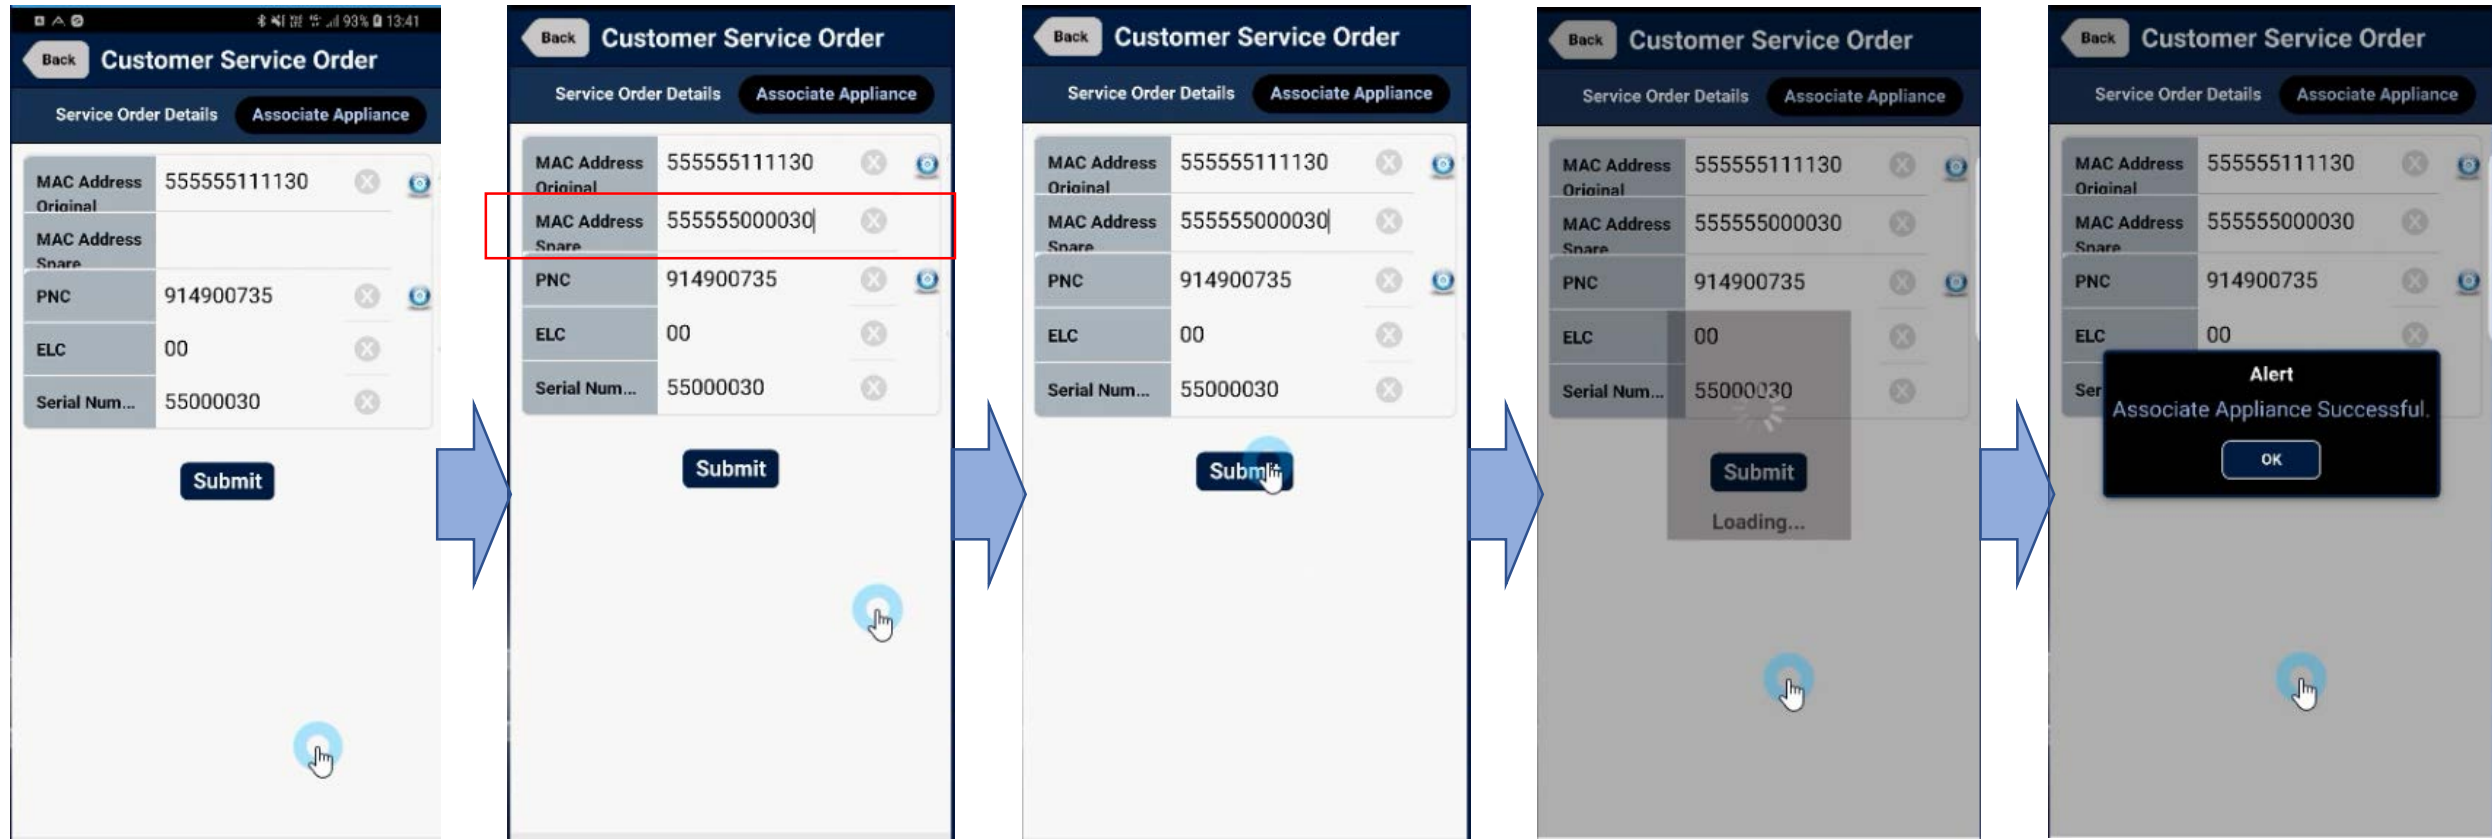 93% 13:41
Back Customer Service Order
Service Order Details Associate Appliance
MAC Address Original 555555111130
MAC Address Spare
PNC 914900735
ELC 00
Serial Num... 55000030
Submit
Back Customer Service Order
Service Order Details Associate Appliance
MAC Address Original 555555111130
MAC Address Spare 555555000030
PNC 914900735
ELC 00
Serial Num... 55000030
Submit
Back Customer Service Order
Service Order Details Associate Appliance
MAC Address Original 555555111130
MAC Address Spare 555555000030
PNC 914900735
ELC 00
Serial Num... 55000030
Submit
Back Customer Service Order
Service Order Details Associate Appliance
MAC Address Original 555555111130
MAC Address Spare 555555000030
PNC 914900735
ELC 00
Serial Num... 55000030
Submit
Loading...
Back Customer Service Order
Service Order Details Associate Appliance
MAC Address Original 555555111130
MAC Address Spare 555555000030
PNC 914900735
ELC 00
Ser
Alert
Associate Appliance Successful.
OK